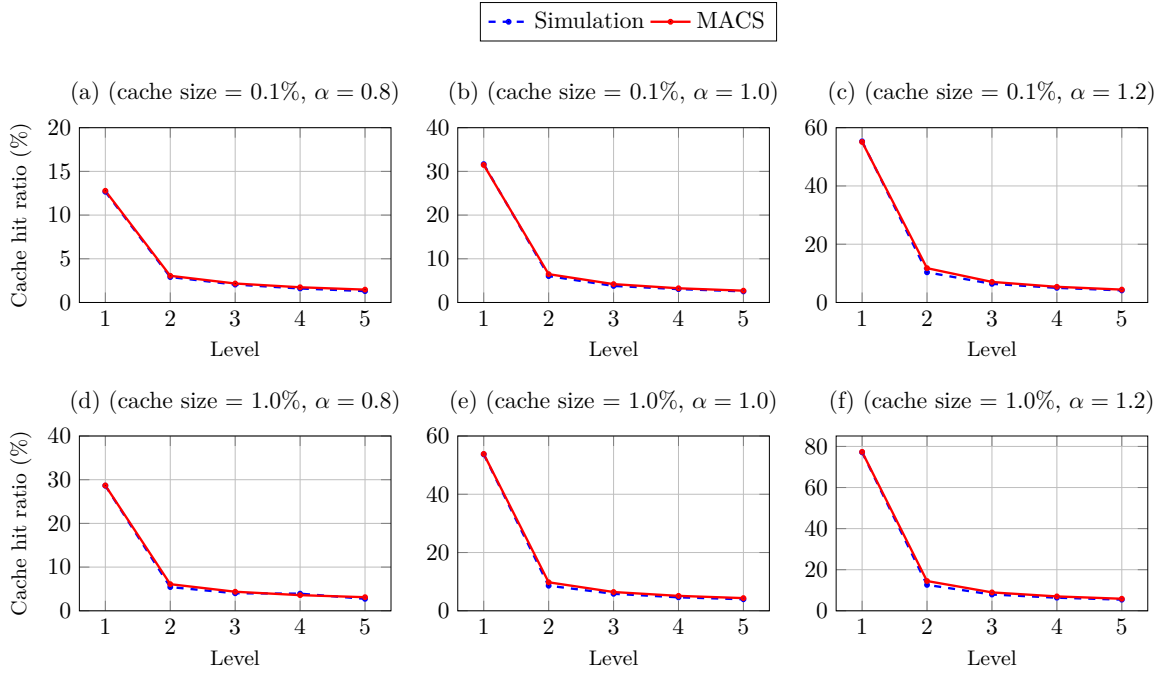 Simulation MACS
(a) (cache size = 0.1%, α = 0.8)
(b) (cache size = 0.1%, α = 1.0)
(c) (cache size = 0.1%, α = 1.2)
Cache hit ratio (%)
20
15
10
5
0
1 2 3 4 5
Level
40
30
20
10
0
1 2 3 4 5
Level
60
40
20
0
1 2 3 4 5
Level
(d) (cache size = 1.0%, α = 0.8)
(e) (cache size = 1.0%, α = 1.0)
(f) (cache size = 1.0%, α = 1.2)
Cache hit ratio (%)
40
30
20
10
0
1 2 3 4 5
Level
60
40
20
0
1 2 3 4 5
Level
80
60
40
20
0
1 2 3 4 5
Level